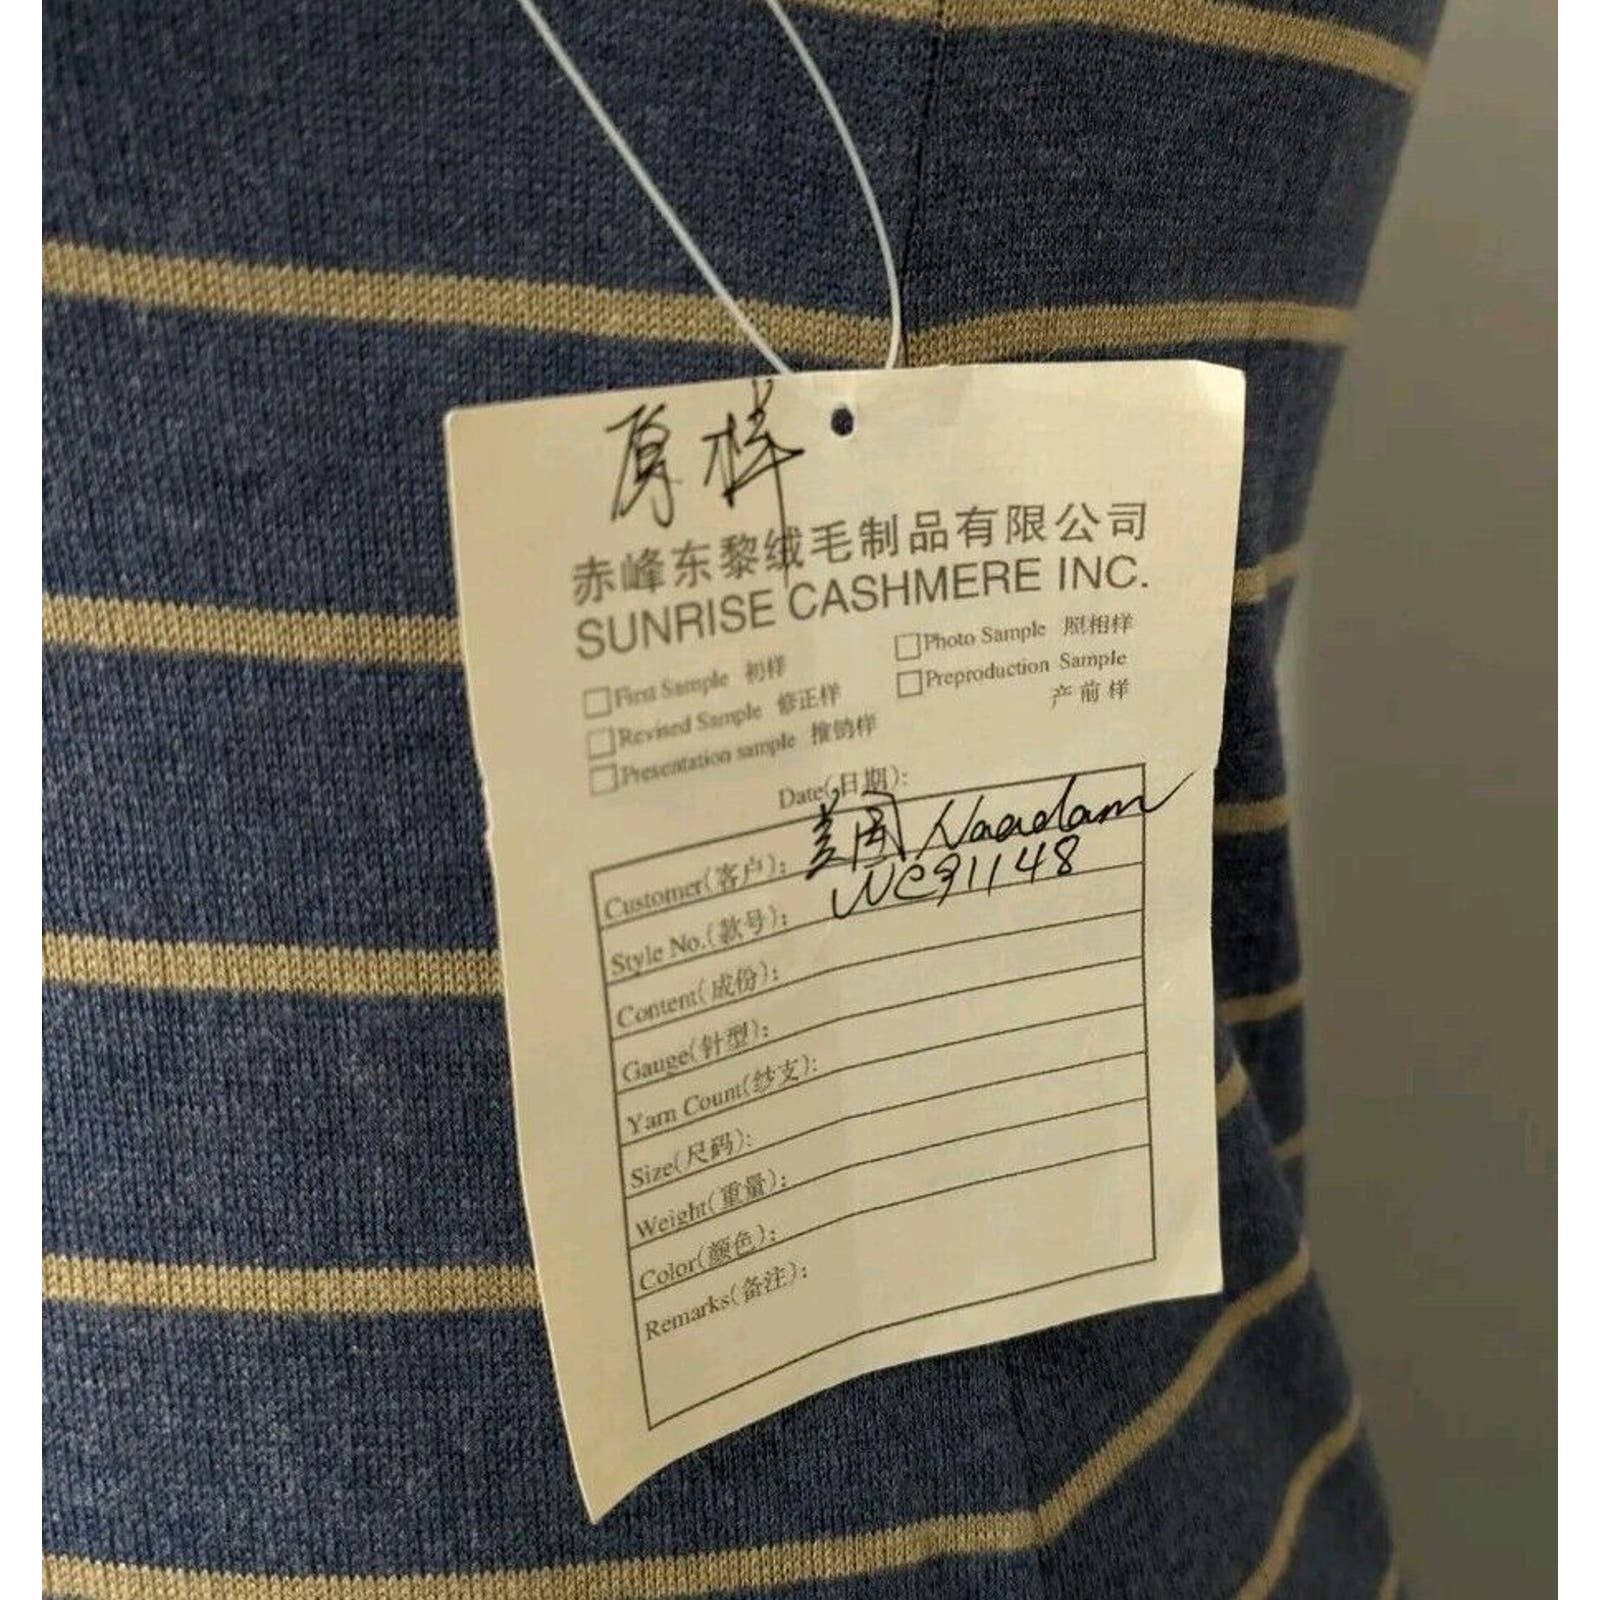 原样
赤峰东黎绒毛制品有限公司
SUNRISE CASHMERE INC.
□First Sample 初样
□Revised Sample 修正样
□Presentation sample 推销样
□Photo Sample 照相样
□Preproduction Sample
产前样
Date(日期):
Customer(客户): 美国 Naadam
Style No.(款号): WC91148
Content(成份):
Gauge(针型):
Yarn Count(纱支):
Size(尺码):
Weight(重量):
Color(颜色):
Remarks(备注):